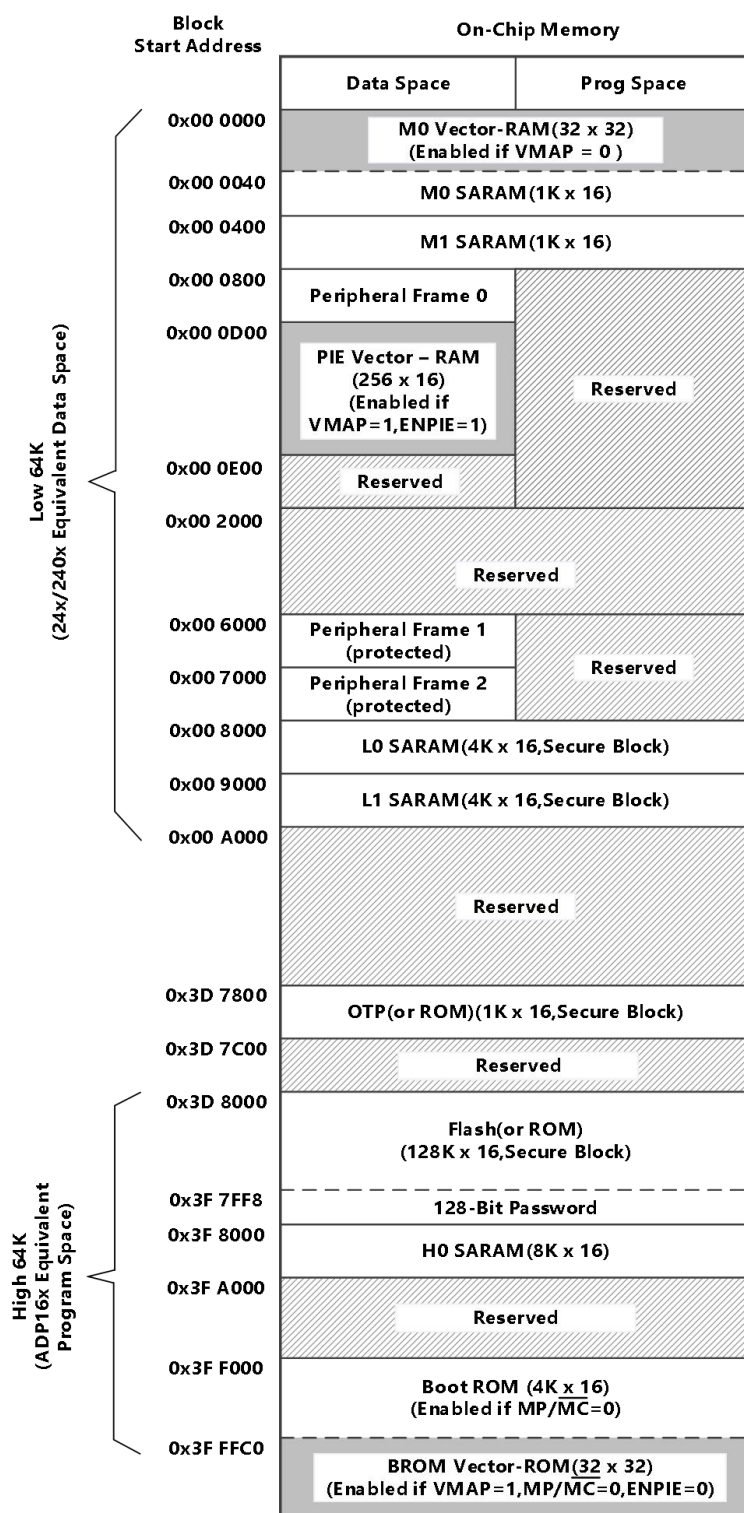 Block
Start Address
On-Chip Memory
Data Space
Prog Space
0x00 0000
M0 Vector-RAM(32 x 32)
(Enabled if VMAP = 0 )
0x00 0040
M0 SARAM(1K x 16)
0x00 0400
M1 SARAM(1K x 16)
0x00 0800
Peripheral Frame 0
0x00 0D00
PIE Vector – RAM
(256 x 16)
(Enabled if
VMAP=1,ENPIE=1)
Reserved
0x00 0E00
Reserved
0x00 2000
Reserved
Low 64K
(24x/240x Equivalent Data Space)
0x00 6000
Peripheral Frame 1
(protected)
Reserved
0x00 7000
Peripheral Frame 2
(protected)
0x00 8000
L0 SARAM(4K x 16,Secure Block)
0x00 9000
L1 SARAM(4K x 16,Secure Block)
0x00 A000
Reserved
0x3D 7800
OTP(or ROM)(1K x 16,Secure Block)
0x3D 7C00
Reserved
0x3D 8000
Flash(or ROM)
(128K x 16,Secure Block)
0x3F 7FF8
128-Bit Password
0x3F 8000
H0 SARAM(8K x 16)
High 64K
(ADP16x Equivalent
Program Space)
0x3F A000
Reserved
0x3F F000
Boot ROM (4K x 16)
(Enabled if MP/M̅C̅=0)
0x3F FFC0
BROM Vector-ROM(32 x 32)
(Enabled if VMAP=1,MP/M̅C̅=0,ENPIE=0)